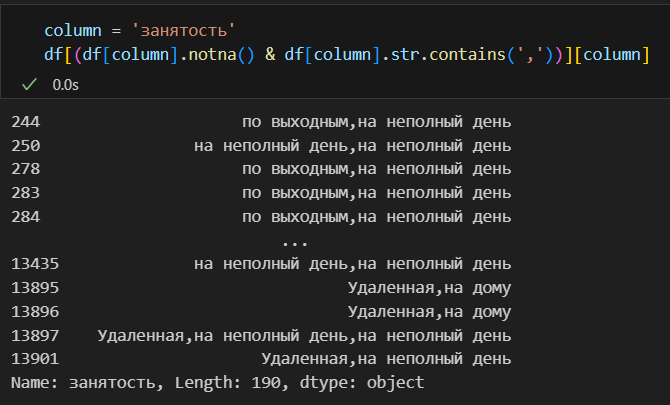 column = 'занятость'
df[(df[column].notna() & df[column].str.contains(','))][column]
0.0s
244 по выходным,на неполный день
250 на неполный день,на неполный день
278 по выходным,на неполный день
283 по выходным,на неполный день
284 по выходным,на неполный день
...
13435 на неполный день,на неполный день
13895 Удаленная,на дому
13896 Удаленная,на дому
13897 Удаленная,на неполный день,на неполный день
13901 Удаленная,на неполный день
Name: занятость, Length: 190, dtype: object